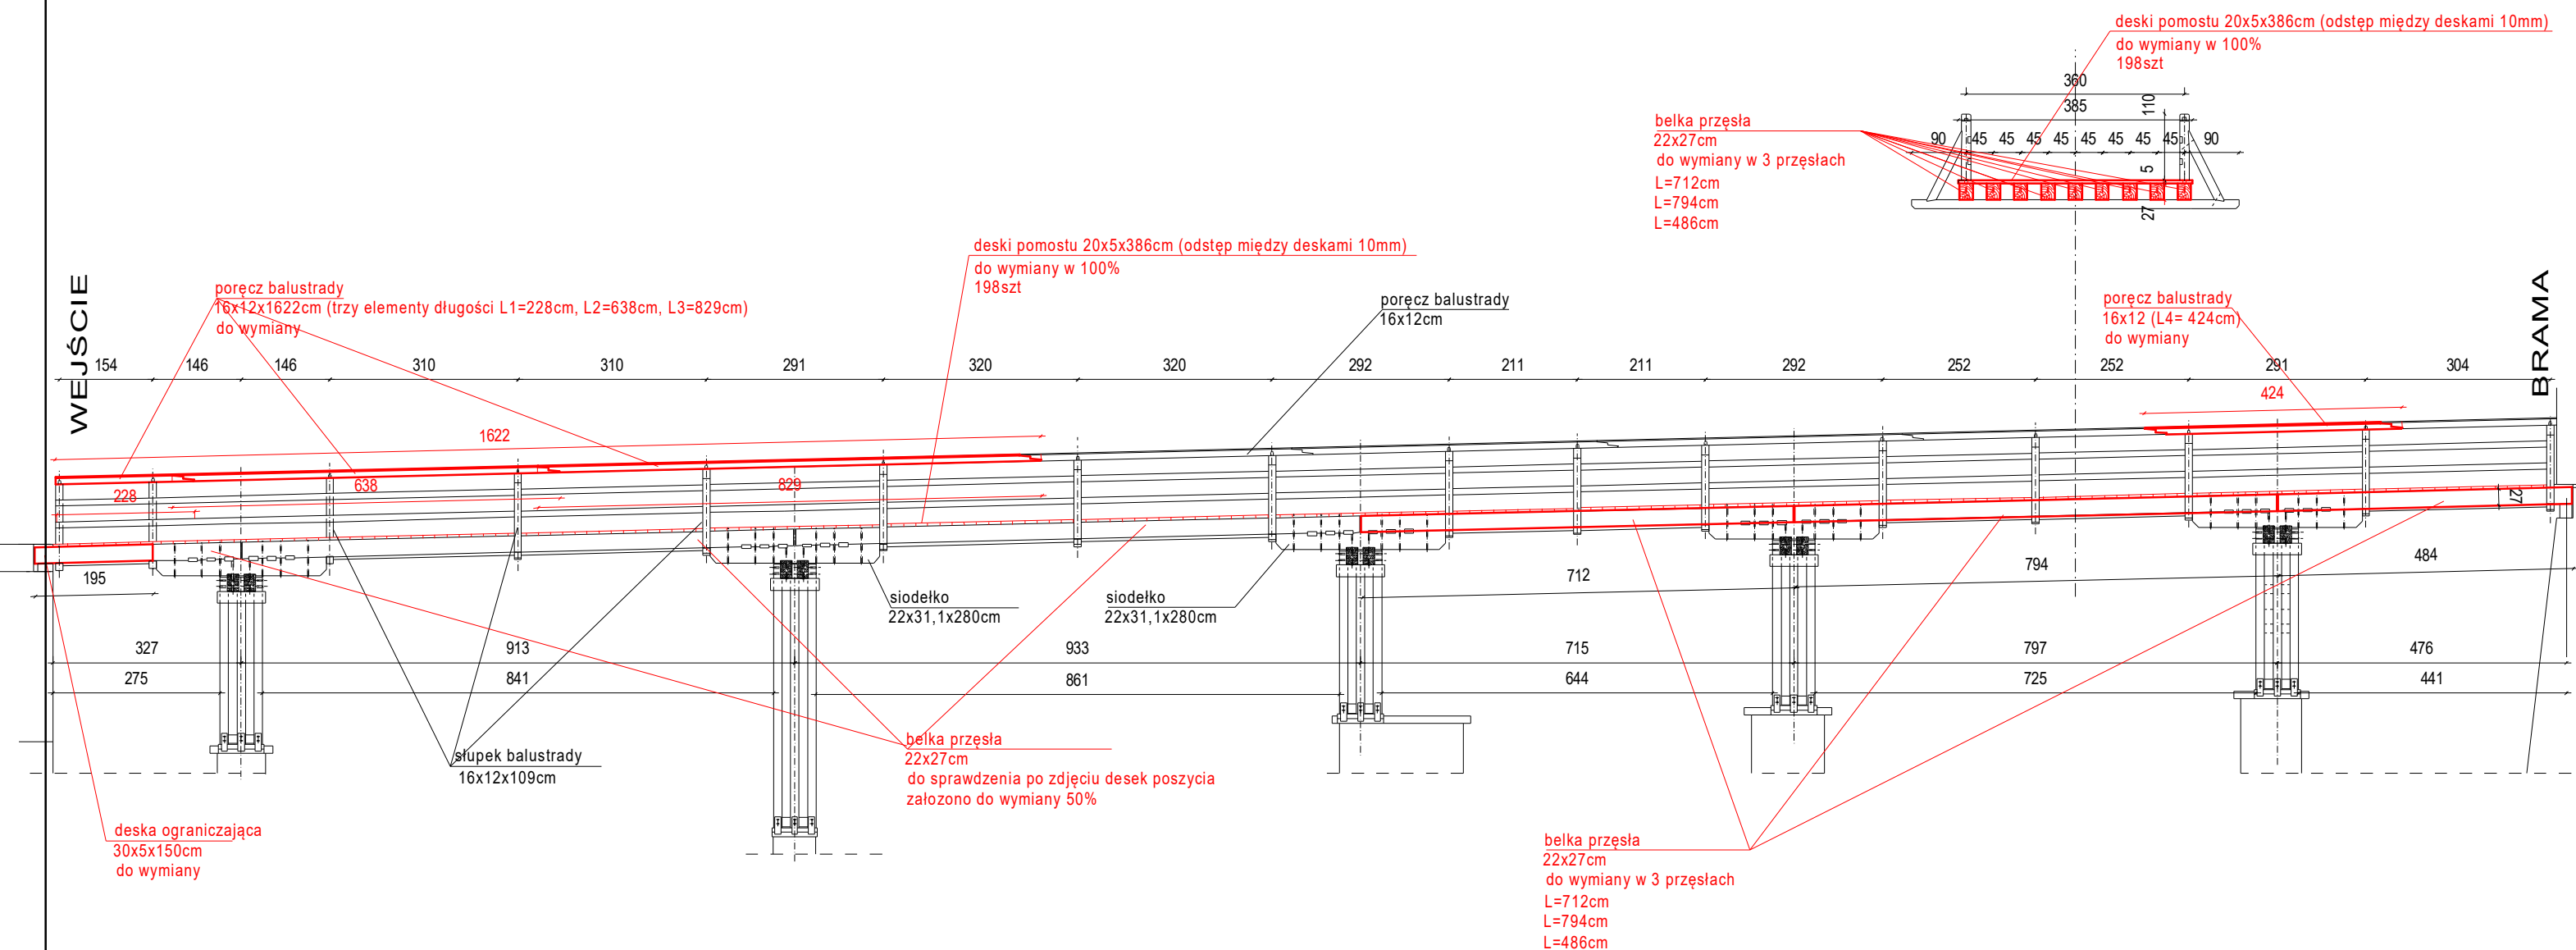 deski pomostu 20x5x386cm (odstęp między deskami 10mm)
do wymiany w 100%
198szt
360
385
110
90 45 45 45 45 45 45 45 45 90
5
27
belka przęsła
22x27cm
do wymiany w 3 przęsłach
L=712cm
L=794cm
L=486cm
deski pomostu 20x5x386cm (odstęp między deskami 10mm)
do wymiany w 100%
198szt
WEJŚCIE
BRAMA
poręcz balustrady
16x12x1622cm (trzy elementy długości L1=228cm, L2=638cm, L3=829cm)
do wymiany
poręcz balustrady
16x12cm
poręcz balustrady
16x12 (L4= 424cm)
do wymiany
154 146 146 310 310 291 320 320 292 211 211 292 252 252 291 304
424
1622
228
638
829
27
195
712
794
484
siodełko
22x31,1x280cm
siodełko
22x31,1x280cm
327 913 933 715 797 476
275 841 861 644 725 441
słupek balustrady
16x12x109cm
belka przęsła
22x27cm
do sprawdzenia po zdjęciu desek poszycia
załozono do wymiany 50%
deska ograniczająca
30x5x150cm
do wymiany
belka przęsła
22x27cm
do wymiany w 3 przęsłach
L=712cm
L=794cm
L=486cm